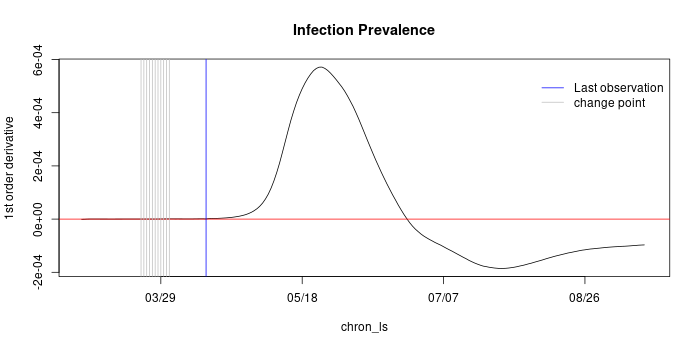 Infection Prevalence
6e-04
4e-04
2e-04
0e+00
-2e-04
1st order derivative
Last observation
change point
03/29
05/18
07/07
08/26
chron_ls